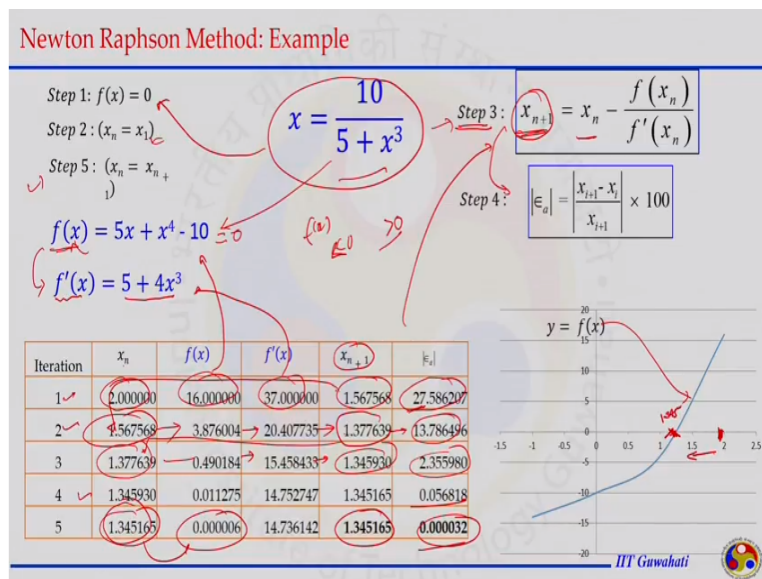 Newton Raphson Method: Example
Step 1: f(x) = 0
Step 2 : (xₙ = x₁)
Step 5 : (xₙ = xₙ ₊
₁)
x = 10 / (5 + x³)
Step 3 : xₙ₊₁ = xₙ − f(xₙ) / f'(xₙ)
Step 4 : |∈ₐ| = |(xᵢ₊₁- xᵢ) / xᵢ₊₁| × 100
f(x) = 5x + x⁴ - 10 = 0
f(x) <0 >0
f'(x) = 5 + 4x³
Iteration xₙ f(x) f'(x) xₙ ₊ ₁ |∈ₐ|
1 2.000000 16.000000 37.000000 1.567568 27.586207
2 1.567568 3.876004 20.407735 1.377639 13.786496
3 1.377639 0.490184 15.458433 1.345930 2.355980
4 1.345930 0.011275 14.752747 1.345165 0.056818
5 1.345165 0.000006 14.736142 1.345165 0.000032
y = f(x)
20
15
10
5
0
-5
-10
-15
-20
-1.5 -1 -0.5 0 0.5 1 1.5 2 2.5
IIT Guwahati